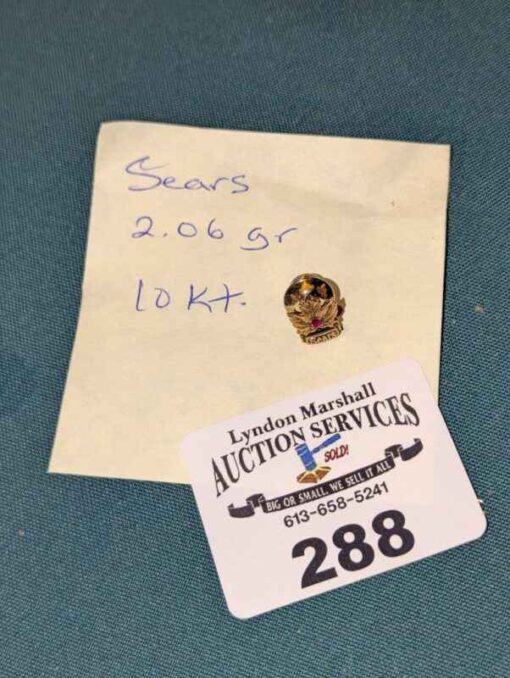 Sears
2.06 gr
10 Kt.
Sears
Lyndon Marshall
AUCTION SERVICES
SOLD!
BIG OR SMALL, WE SELL IT ALL
613-658-5241
288